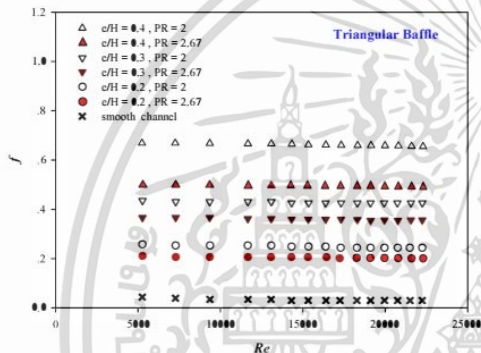 1.2
1.0
.8
.6
.4
.2
0.0
f
e/H = 0.4 , PR = 2
e/H = 0.4 , PR = 2.67
e/H = 0.3 , PR = 2
e/H = 0.3 , PR = 2.67
e/H = 0.2 , PR = 2
e/H = 0.2 , PR = 2.67
smooth channel
Triangular Baffle
0 5000 10000 15000 20000 25000
Re